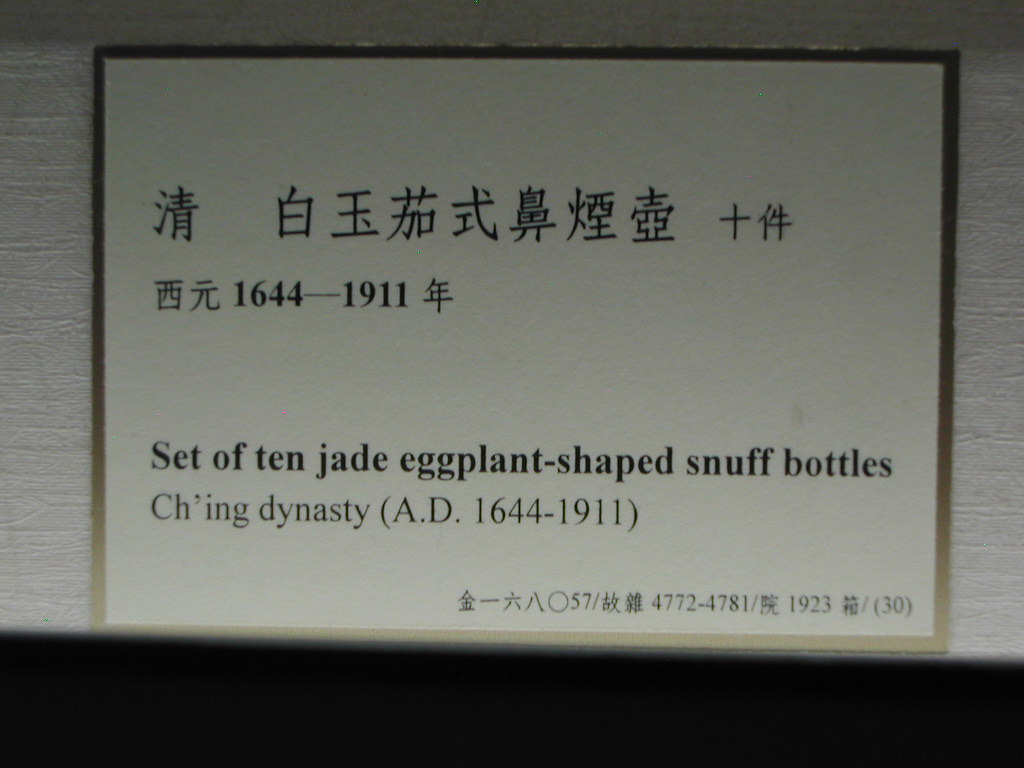 清　白玉茄式鼻煙壺　十件
西元 1644—1911 年
Set of ten jade eggplant-shaped snuff bottles
Ch'ing dynasty (A.D. 1644-1911)
金一六八〇57/故雜 4772-4781/院 1923 箱/ (30)